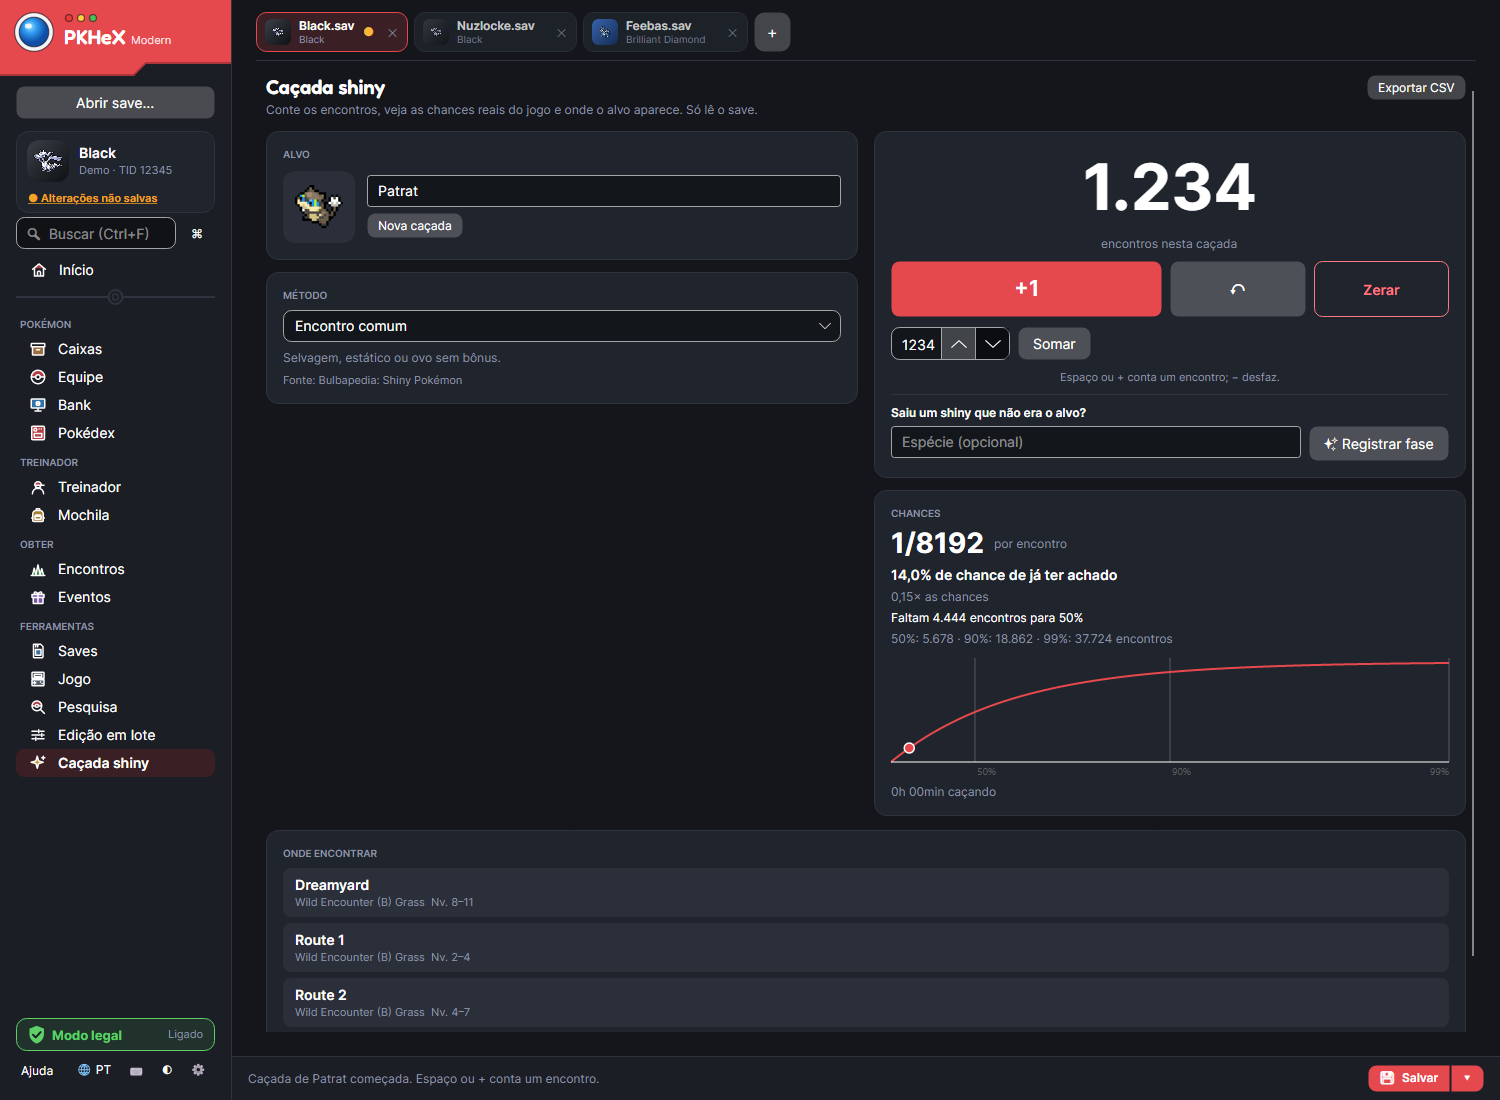 PKHeX Modern
Abrir save...
Black
Demo · TID 12345
Alterações não salvas
Buscar (Ctrl+F)
⌘
Início
POKÉMON
Caixas
Equipe
Bank
Pokédex
TREINADOR
Treinador
Mochila
OBTER
Encontros
Eventos
FERRAMENTAS
Saves
Jogo
Pesquisa
Edição em lote
Caçada shiny
Modo legal Ligado
Ajuda PT
Black.sav
Black
Nuzlocke.sav
Black
Feebas.sav
Brilliant Diamond
+
Caçada shiny
Conte os encontros, veja as chances reais do jogo e onde o alvo aparece. Só lê o save.
Exportar CSV
ALVO
Patrat
Nova caçada
MÉTODO
Encontro comum
Selvagem, estático ou ovo sem bônus.
Fonte: Bulbapedia: Shiny Pokémon
1.234
encontros nesta caçada
+1
Zerar
1234
Somar
Espaço ou + conta um encontro; − desfaz.
Saiu um shiny que não era o alvo?
Espécie (opcional)
Registrar fase
CHANCES
1/8192 por encontro
14,0% de chance de já ter achado
0,15× as chances
Faltam 4.444 encontros para 50%
50%: 5.678 · 90%: 18.862 · 99%: 37.724 encontros
50% 90% 99%
0h 00min caçando
ONDE ENCONTRAR
Dreamyard
Wild Encounter (B) Grass Nv. 8–11
Route 1
Wild Encounter (B) Grass Nv. 2–4
Route 2
Wild Encounter (B) Grass Nv. 4–7
Caçada de Patrat começada. Espaço ou + conta um encontro.
Salvar